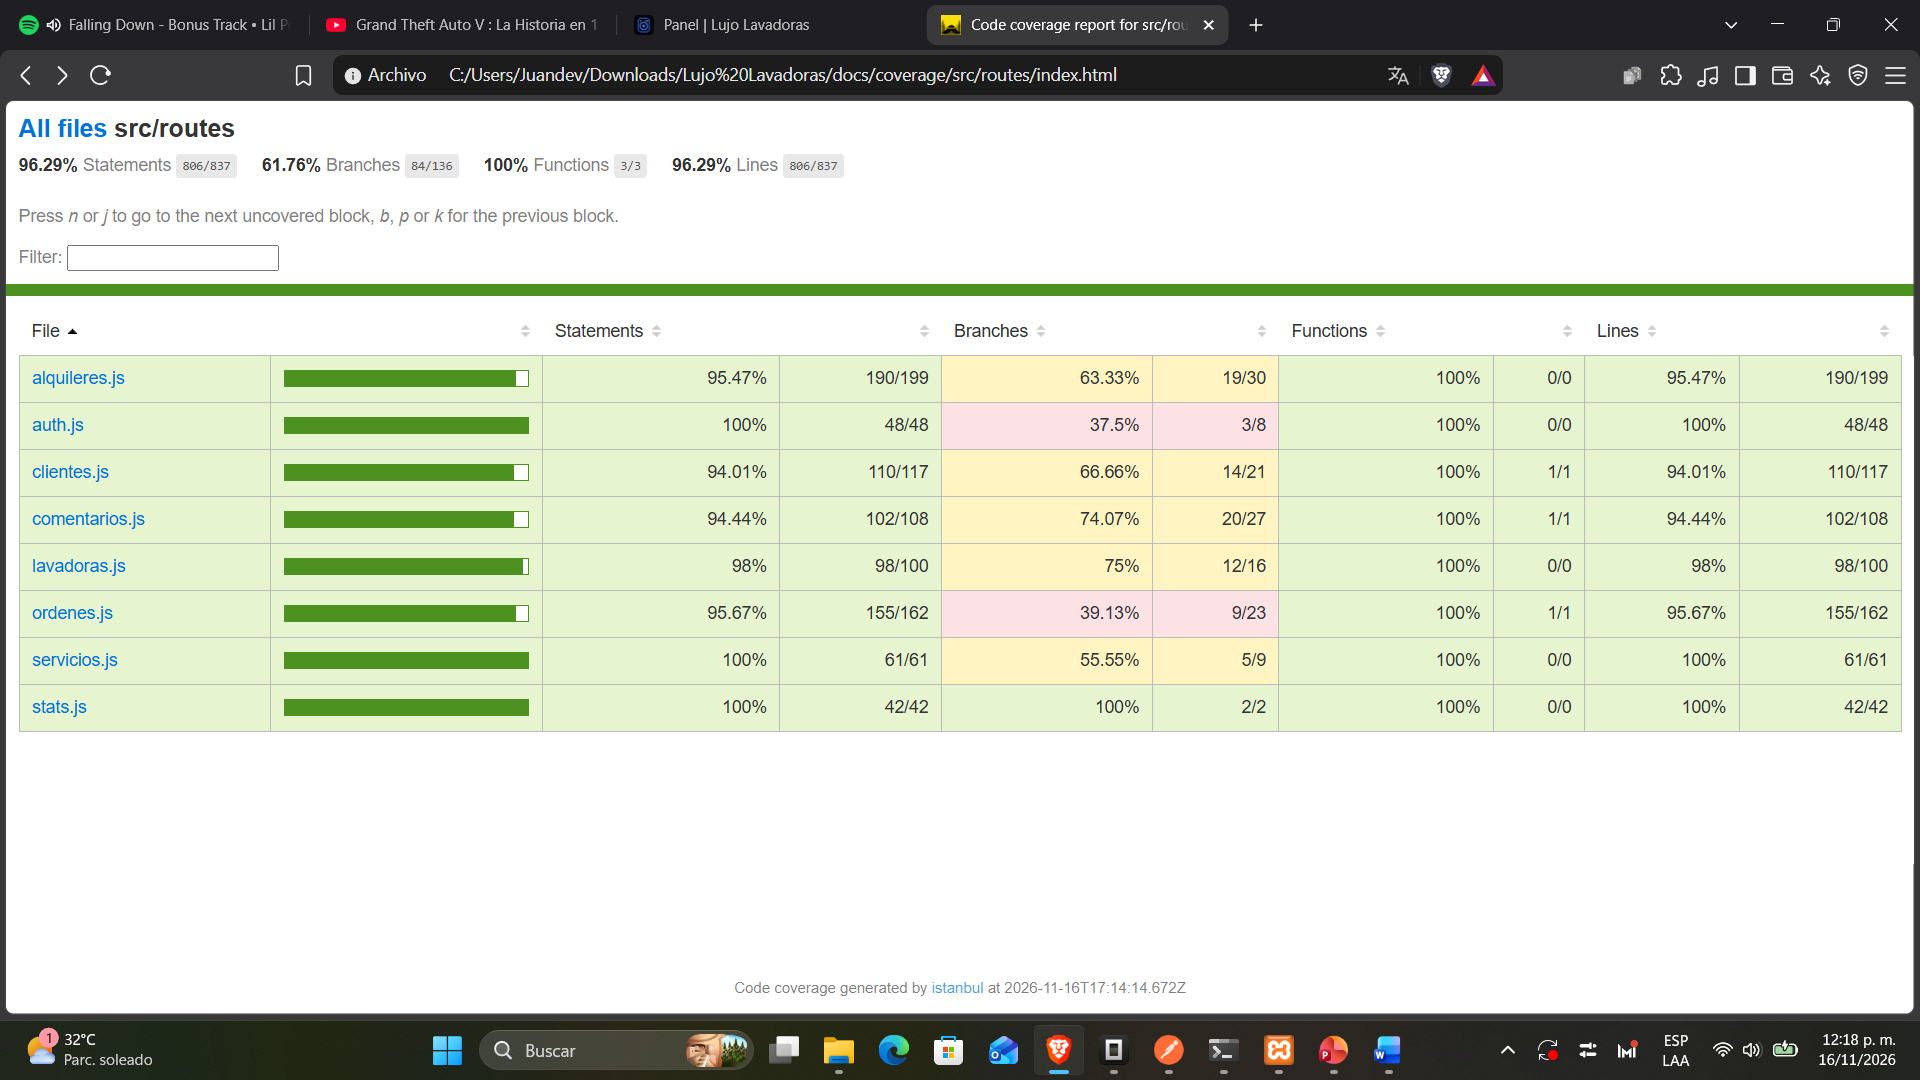 Falling Down - Bonus Track • Lil P
Grand Theft Auto V : La Historia en 1
Panel | Lujo Lavadoras
Code coverage report for src/rou
Archivo C:/Users/Juandev/Downloads/Lujo%20Lavadoras/docs/coverage/src/routes/index.html
All files src/routes
96.29% Statements 806/837 61.76% Branches 84/136 100% Functions 3/3 96.29% Lines 806/837
Press n or j to go to the next uncovered block, b, p or k for the previous block.
Filter:
File Statements Branches Functions Lines
alquileres.js 95.47% 190/199 63.33% 19/30 100% 0/0 95.47% 190/199
auth.js 100% 48/48 37.5% 3/8 100% 0/0 100% 48/48
clientes.js 94.01% 110/117 66.66% 14/21 100% 1/1 94.01% 110/117
comentarios.js 94.44% 102/108 74.07% 20/27 100% 1/1 94.44% 102/108
lavadoras.js 98% 98/100 75% 12/16 100% 0/0 98% 98/100
ordenes.js 95.67% 155/162 39.13% 9/23 100% 1/1 95.67% 155/162
servicios.js 100% 61/61 55.55% 5/9 100% 0/0 100% 61/61
stats.js 100% 42/42 100% 2/2 100% 0/0 100% 42/42
Code coverage generated by istanbul at 2026-11-16T17:14:14.672Z
1
32°C
Parc. soleado
Buscar
ESP
LAA
12:18 p. m.
16/11/2026